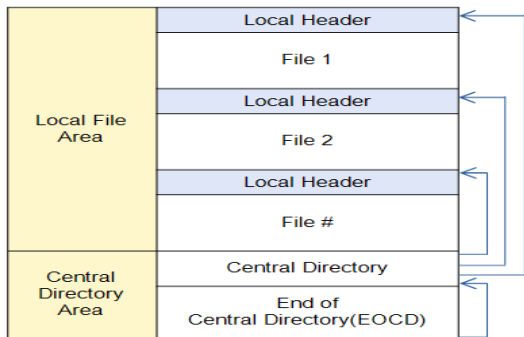 Local File
Area
Local Header
File 1
Local Header
File 2
Local Header
File #
Central
Directory
Area
Central Directory
End of
Central Directory(EOCD)